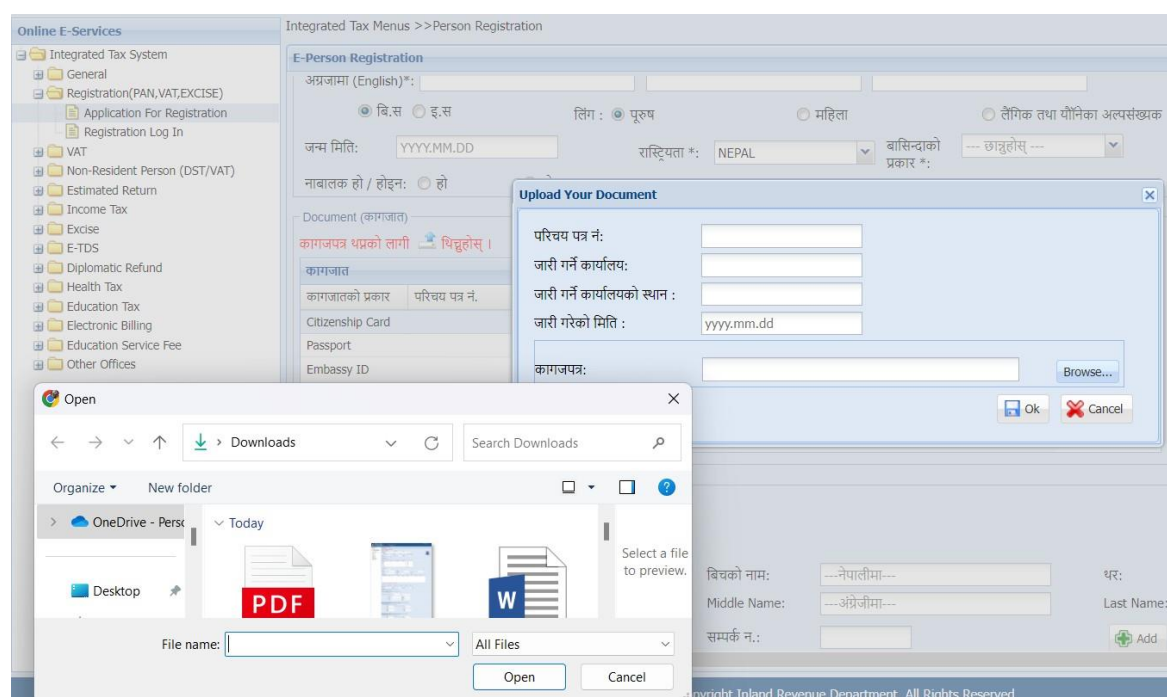 Online E-Services
Integrated Tax System
General
Registration(PAN,VAT,EXCISE)
Application For Registration
Registration Log In
VAT
Non-Resident Person (DST/VAT)
Estimated Return
Income Tax
Excise
E-TDS
Diplomatic Refund
Health Tax
Education Tax
Electronic Billing
Education Service Fee
Other Offices
Integrated Tax Menus >>Person Registration
E-Person Registration
(English)*:
बि.स इ.स लिंग : पूरुष महिला लैंगिक तथा अल्पसंख्यक
जन्म मिति: YYYY.MM.DD रास्ट्रियता *: NEPAL बासिन्दाको प्रकार *: --- छान्नुहोस् ---
नाबालक हो / होइन: हो
Document (कागजात)
कागजपत्र थप्नको लागी थिच्नुहोस् ।
कागजात
कागजातको प्रकार परिचय पत्र नं.
Citizenship Card
Passport
Embassy ID
Upload Your Document
परिचय पत्र नं:
जारी गर्ने कार्यालय:
जारी गर्ने कार्यालयको स्थान :
जारी गरेको मिति : yyyy.mm.dd
कागजपत्र: Browse...
Ok Cancel
Open
Downloads Search Downloads
Organize New folder
OneDrive - Perso
Today
Desktop
PDF
W
Select a file
to preview.
File name: All Files
Open Cancel
बिचको नाम: ---नेपालीमा--- थर:
Middle Name: ---अंग्रेजीमा--- Last Name:
सम्पर्क न.: Add
pyright Inland Revenue Department. All Rights Reserved